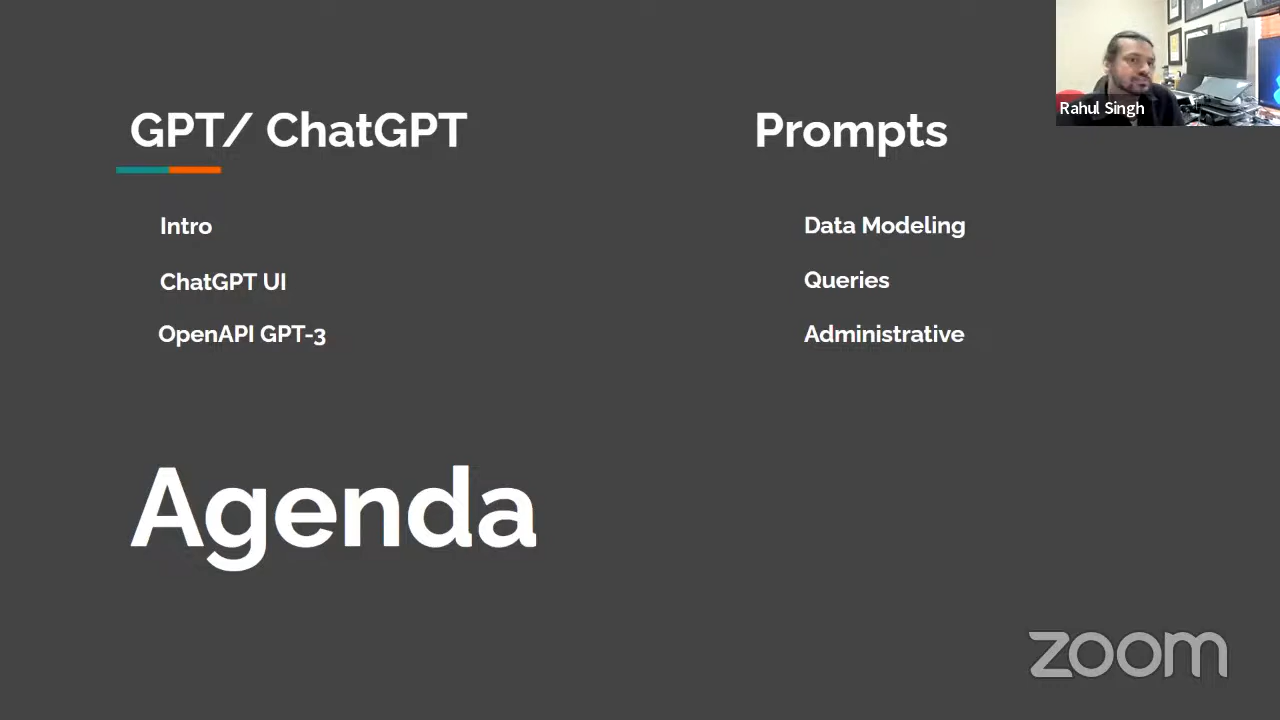 GPT/ ChatGPT
Intro
ChatGPT UI
OpenAPI GPT-3
Prompts
Data Modeling
Queries
Administrative
Agenda
Rahul Singh
zoom